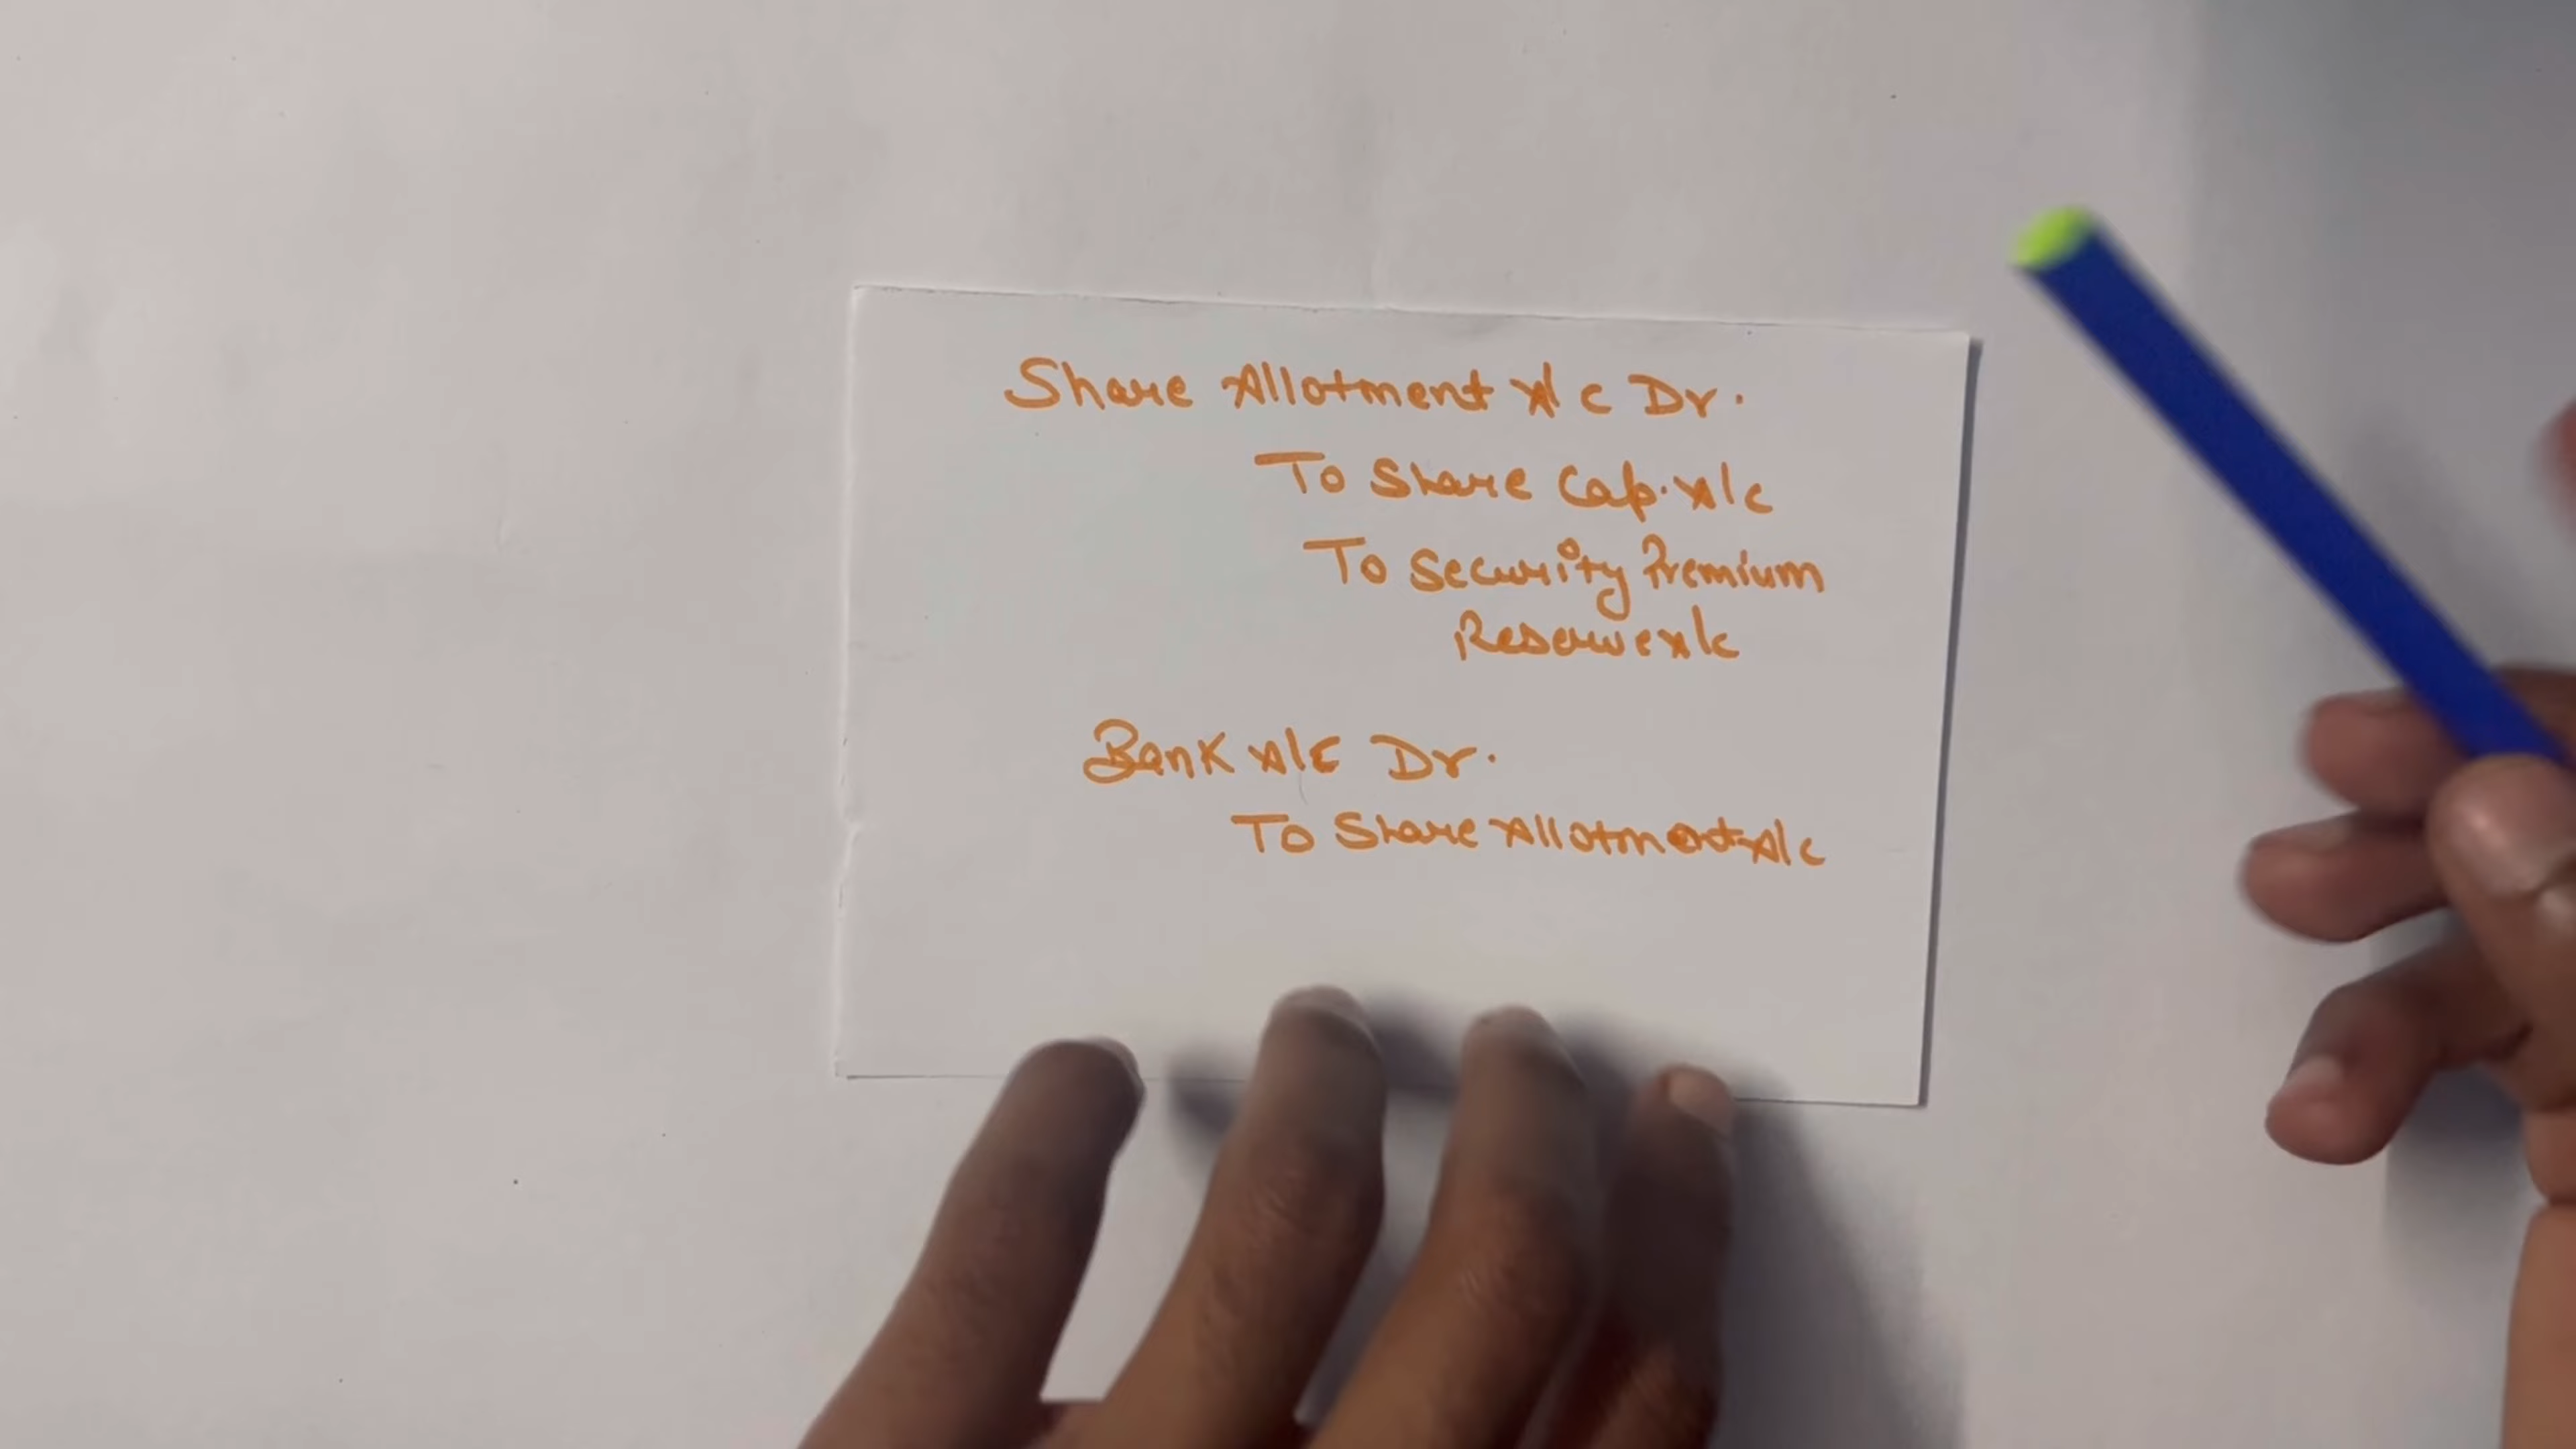 Share Allotment A/c Dr.
To Share Cap. A/c
To Security Premium
Reserve A/c
Bank A/c Dr.
To Share Allotment A/c